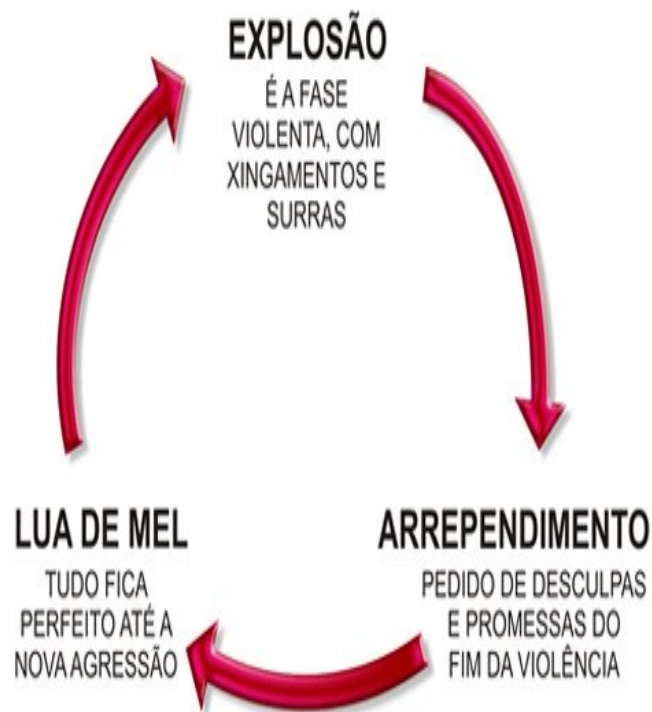 EXPLOSÃO
É A FASE
VIOLENTA, COM
XINGAMENTOS E
SURRAS
ARREPENDIMENTO
PEDIDO DE DESCULPAS
E PROMESSAS DO
FIM DA VIOLÊNCIA
LUA DE MEL
TUDO FICA
PERFEITO ATÉ A
NOVA AGRESSÃO